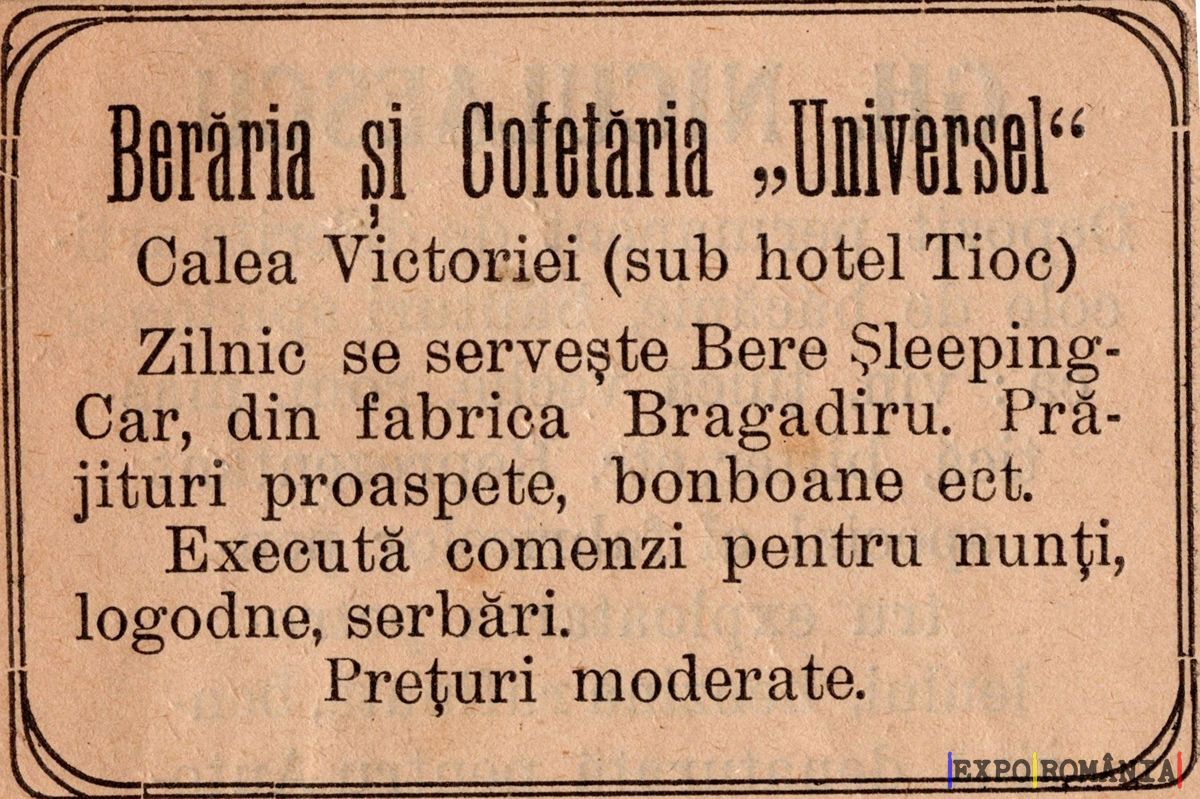 Berăria și Cofetăria „Universel“
Calea Victoriei (sub hotel Tioc)
Zilnic se servește Bere Șleeping-
Car, din fabrica Bragadiru. Pră-
jituri proaspete, bonboane ect.
Execută comenzi pentru nunți,
logodne, serbări.
Prețuri moderate.
EXPO ROMÂNIA